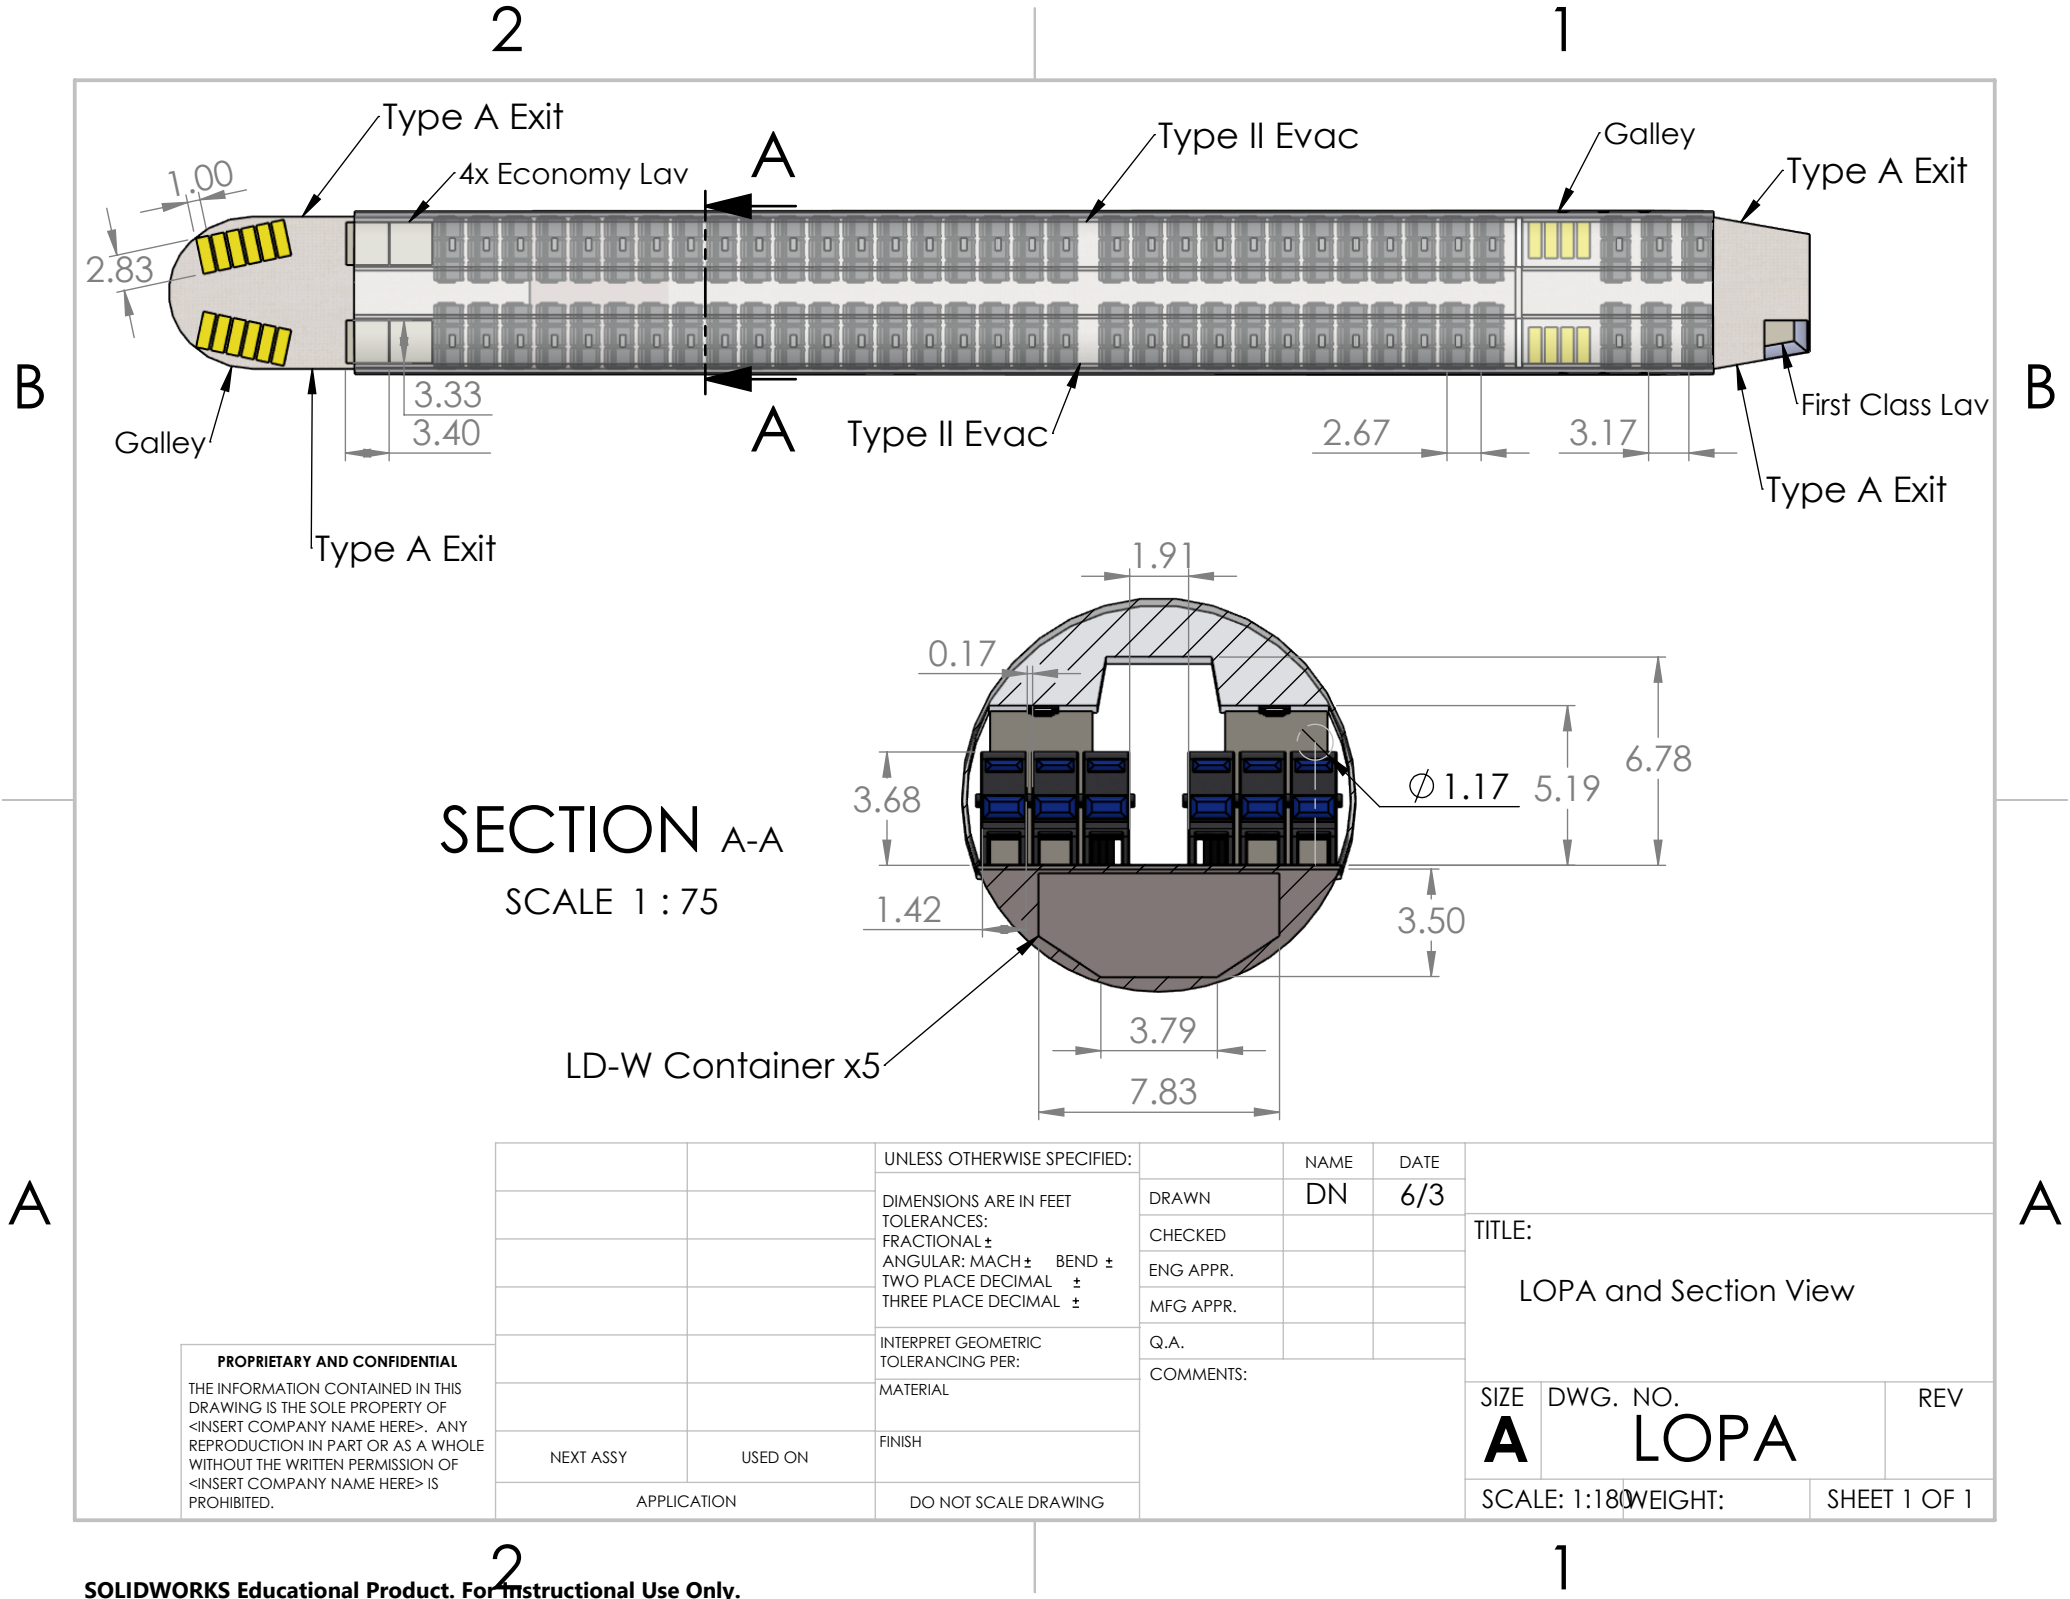 2
1
Type A Exit
4x Economy Lav
A
Type II Evac
Galley
Type A Exit
1.00
2.83
B
B
3.33
3.40
Galley
A
Type II Evac
2.67
3.17
First Class Lav
Type A Exit
Type A Exit
1.91
0.17
6.78
3.68
Ø 1.17
5.19
SECTION A-A
SCALE 1 : 75
1.42
3.50
3.79
LD-W Container x5
7.83
A
A
UNLESS OTHERWISE SPECIFIED:
DIMENSIONS ARE IN FEET
TOLERANCES:
FRACTIONAL ±
ANGULAR: MACH ± BEND ±
TWO PLACE DECIMAL ±
THREE PLACE DECIMAL ±
INTERPRET GEOMETRIC
TOLERANCING PER:
MATERIAL
FINISH
DO NOT SCALE DRAWING
NAME
DATE
DRAWN
DN
6/3
CHECKED
ENG APPR.
MFG APPR.
Q.A.
COMMENTS:
TITLE:
LOPA and Section View
SIZE
A
DWG. NO.
LOPA
REV
SCALE: 1:180
WEIGHT:
SHEET 1 OF 1
PROPRIETARY AND CONFIDENTIAL
THE INFORMATION CONTAINED IN THIS
DRAWING IS THE SOLE PROPERTY OF
<INSERT COMPANY NAME HERE>. ANY
REPRODUCTION IN PART OR AS A WHOLE
WITHOUT THE WRITTEN PERMISSION OF
<INSERT COMPANY NAME HERE> IS
PROHIBITED.
NEXT ASSY
USED ON
APPLICATION
2
1
SOLIDWORKS Educational Product. For Instructional Use Only.